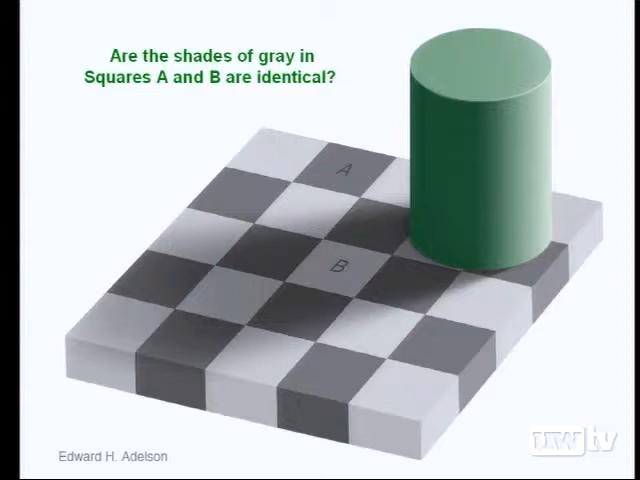 Are the shades of gray in
Squares A and B are identical?
A
B
Edward H. Adelson
uwtv